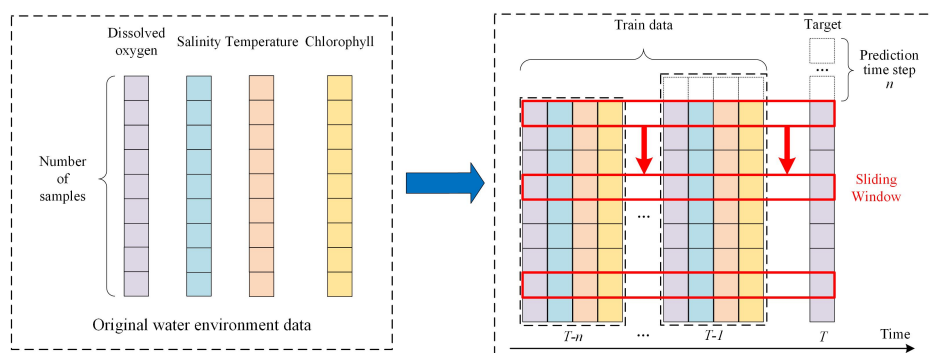 Dissolved
oxygen
Salinity Temperature Chlorophyll
Number
of
samples
Original water environment data
Train data
Target
...
Prediction
time step
n
Sliding
Window
...
T-n ... T-1 T Time